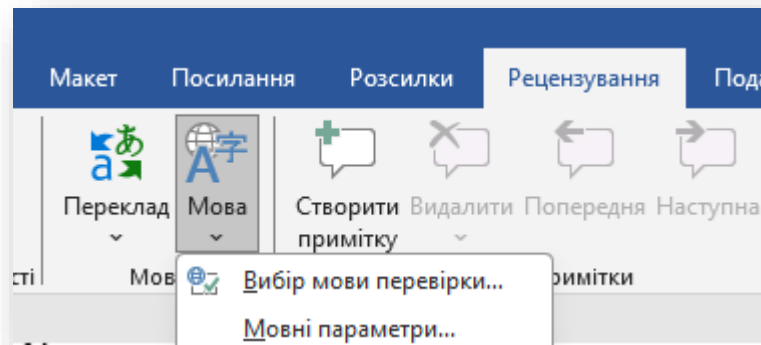 Макет Посилання Розсилки Рецензування
Переклад Мова Створити примітку Видалити Попередня Наступна
Вибір мови перевірки...
Мовні параметри...